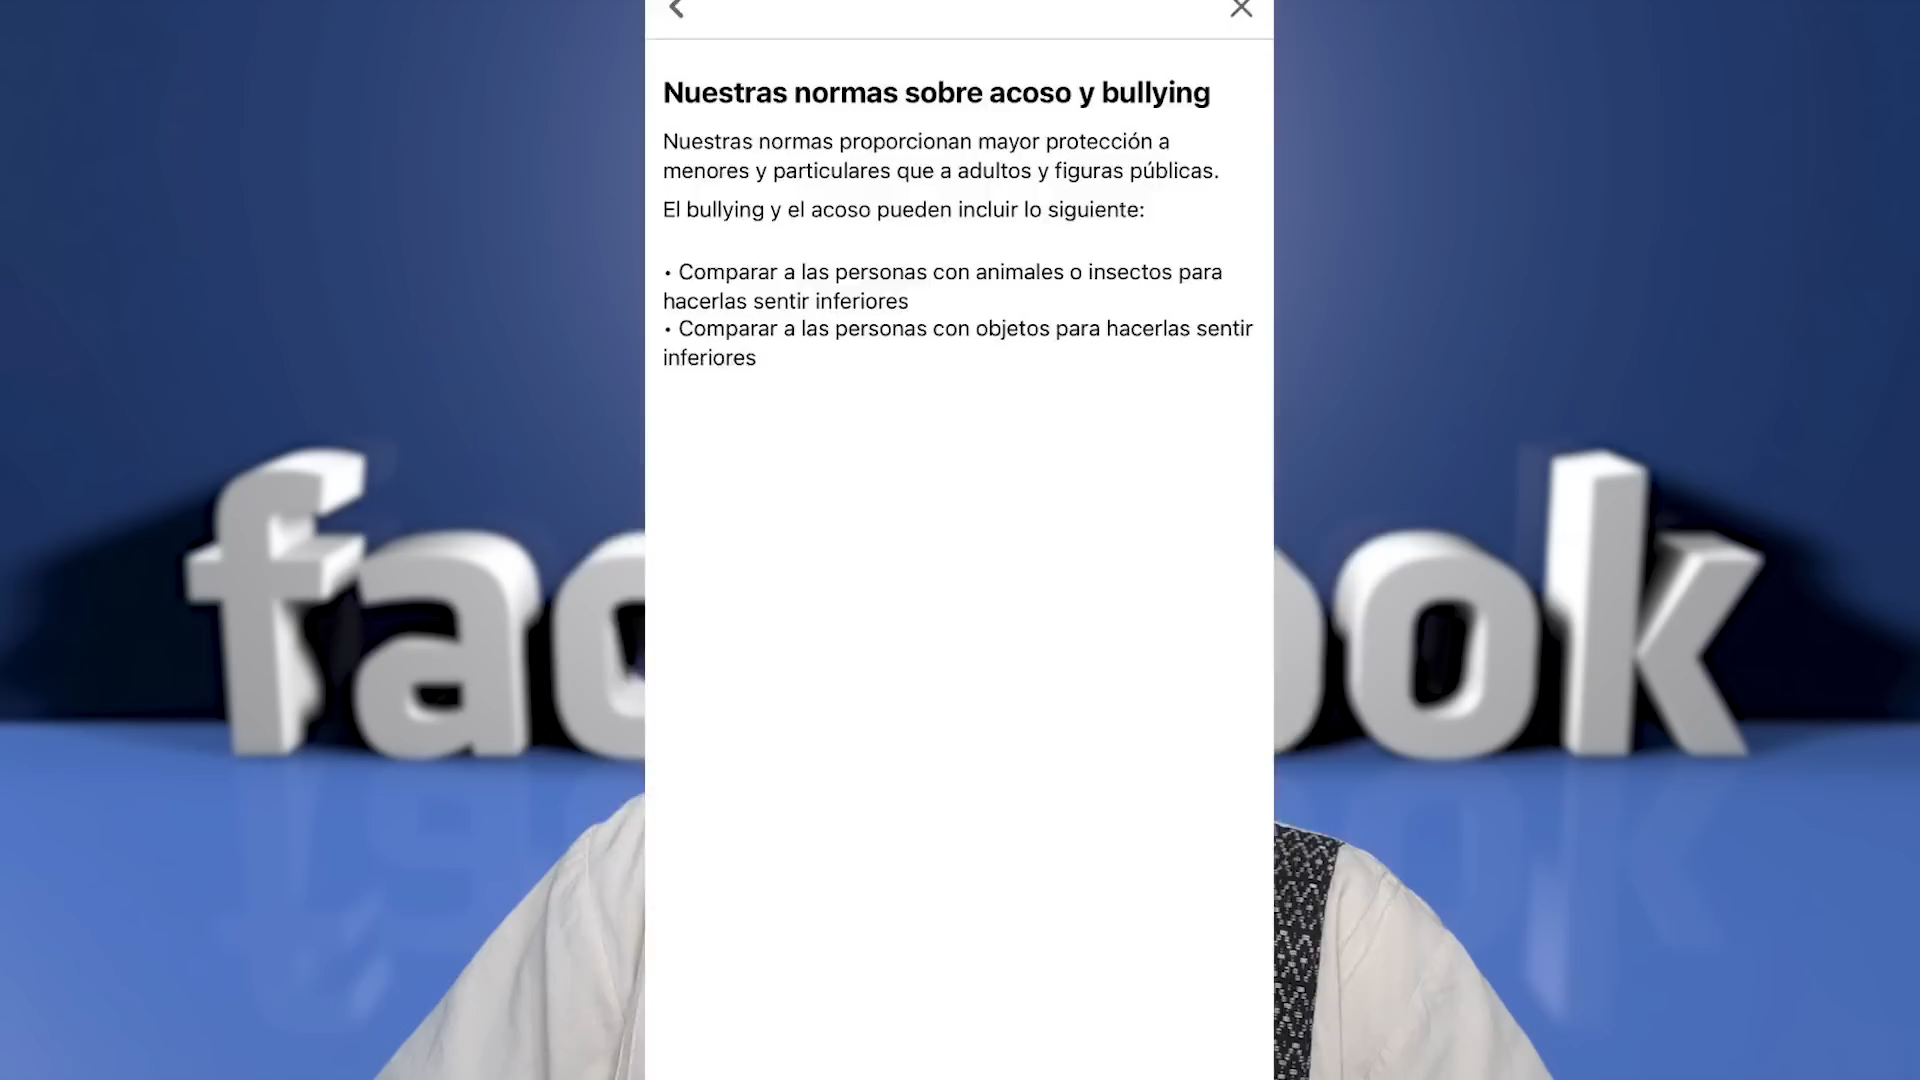 Nuestras normas sobre acoso y bullying
Nuestras normas proporcionan mayor protección a
menores y particulares que a adultos y figuras públicas.
El bullying y el acoso pueden incluir lo siguiente:
• Comparar a las personas con animales o insectos para
hacerlas sentir inferiores
• Comparar a las personas con objetos para hacerlas sentir
inferiores
fac ook